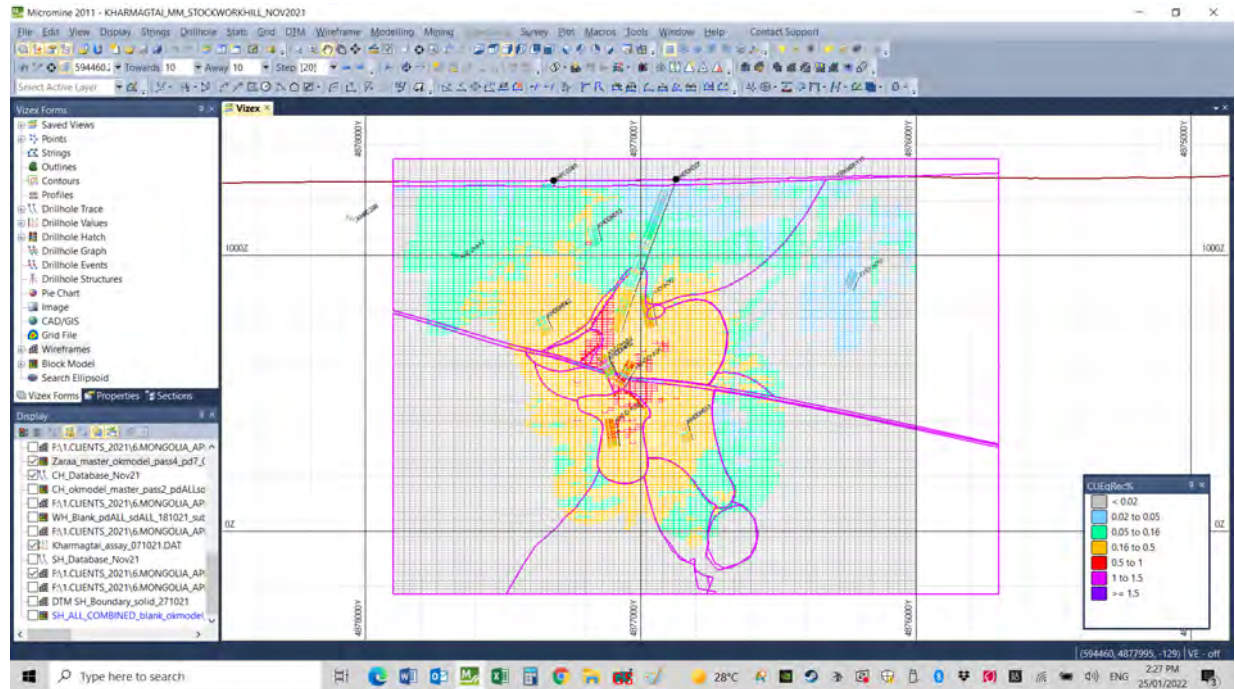 Micromine 2011 - KHARMAGTAI_MM_STOCKWORKHILL_NOV2021
File Edit View Display Strings Drillhole Stats Grid DTM Wireframe Modelling Mining Survey Plot Macros Tools Window Help Contact Support
Towards 10 Away 10 Step [20]
Select Active Layer
Vizex Forms
Saved Views
Points
Strings
Outlines
Contours
Profiles
Drillhole Trace
Drillhole Values
Drillhole Hatch
Drillhole Graph
Drillhole Events
Drillhole Structures
Pie Chart
Image
CAD/GIS
Grid File
Wireframes
Block Model
Search Ellipsoid
Vizex Forms Properties Sections
Display
F:\1.CLIENTS_2021\6.MONGOLIA_AP
Zaraa_master_okmodel_pass4_pd7_
CH_Database_Nov21
CH_okmodel_master_pass2_pdALLsd
F:\1.CLIENTS_2021\6.MONGOLIA_AP
WH_Blank_pdALL_sdALL_181021_sut
F:\1.CLIENTS_2021\6.MONGOLIA_AP
Kharmagtai_assay_071021.DAT
SH_Database_Nov21
F:\1.CLIENTS_2021\6.MONGOLIA_AP
F:\1.CLIENTS_2021\6.MONGOLIA_AP
DTM SH_Boundary_solid_271021
SH_ALL_COMBINED_blank_okmodel
Vizex
4878000Y 4877000Y 4876000Y 4875000Y
1000Z 1000Z
0Z 0Z
4878000Y 4877000Y 4876000Y
CUEqRec%
< 0.02
0.02 to 0.05
0.05 to 0.16
0.16 to 0.5
0.5 to 1
1 to 1.5
>= 1.5
(594460, 4877995, -129) VE - off
Type here to search
28°C
ENG
2:27 PM
25/01/2022